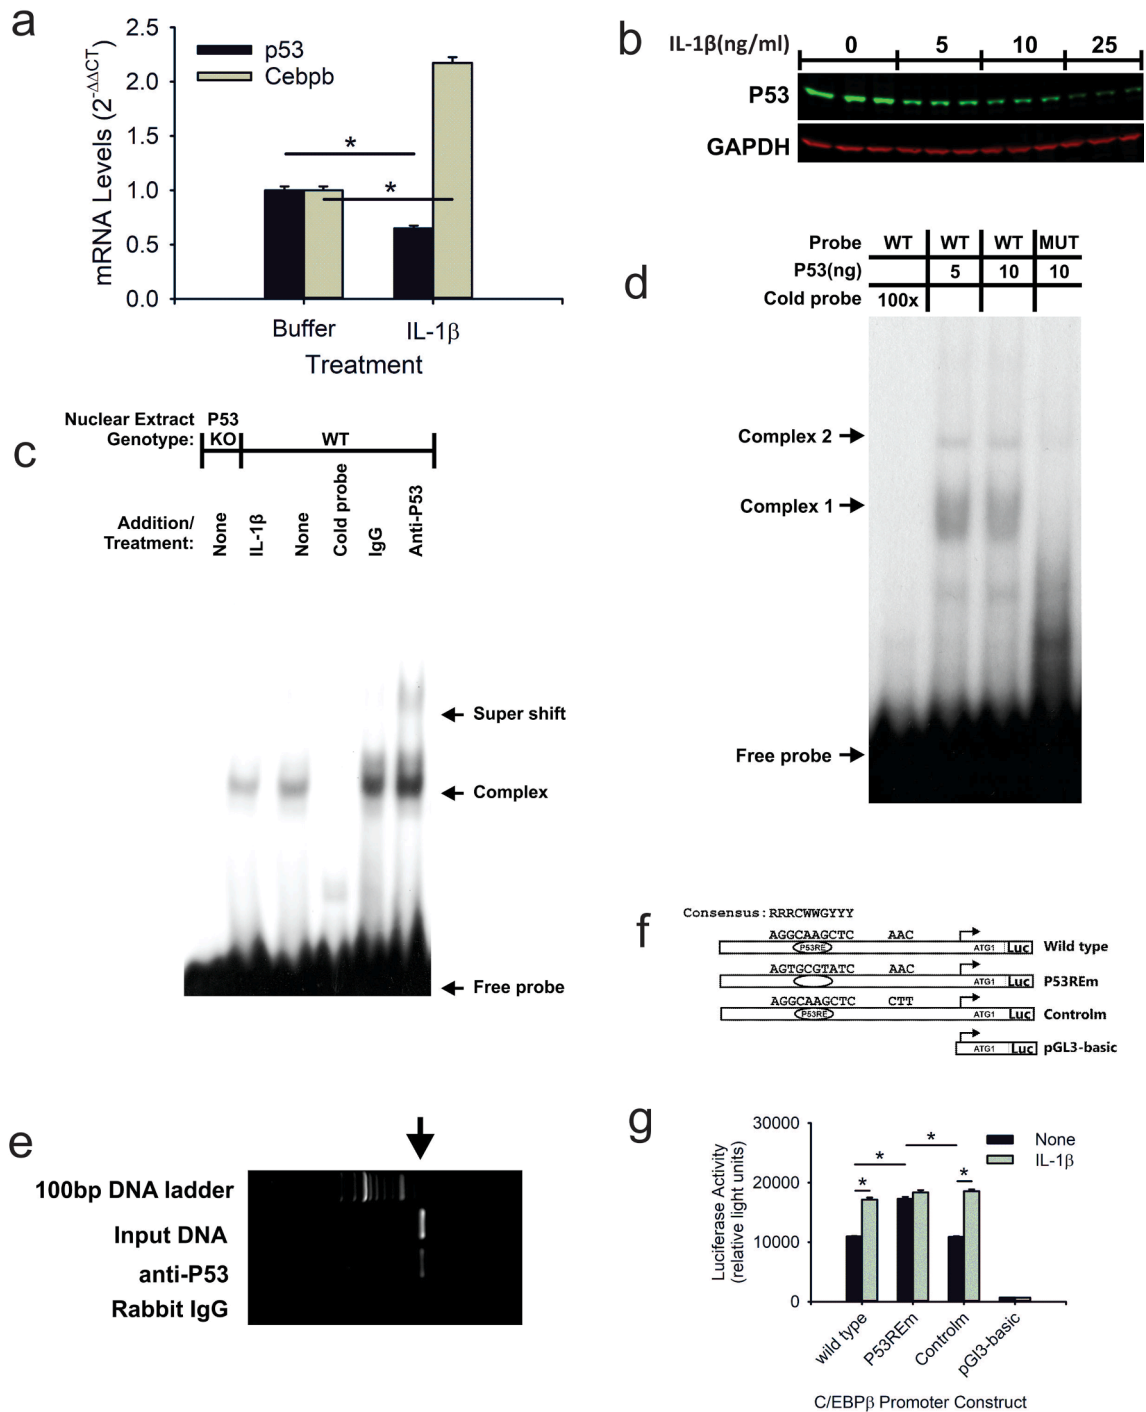 a
2.5
2.0
1.5
1.0
0.5
0.0
mRNA Levels (2-ΔΔCT)
p53
Cebpb
*
*
Buffer
IL-1β
Treatment
b
IL-1β(ng/ml)
0
5
10
25
P53
GAPDH
c
Nuclear Extract
Genotype:
P53
KO
WT
Addition/
Treatment:
None
IL-1β
None
Cold probe
IgG
Anti-P53
Super shift
Complex
Free probe
d
Probe WT WT WT MUT
P53(ng) 5 10 10
Cold probe 100x
Complex 2
Complex 1
Free probe
e
100bp DNA ladder
Input DNA
anti-P53
Rabbit IgG
f
Consensus:RRRCWWGYYY
AGGCAAGCTC AAC
P53RE ATG1 Luc Wild type
AGTGCGTATC AAC
ATG1 Luc P53REm
AGGCAAGCTC CTT
P53RE ATG1 Luc Controlm
ATG1 Luc pGL3-basic
g
30000
20000
10000
0
Luciferase Activity
(relative light units)
None
IL-1β
*
*
*
*
wild type
P53REm
Controlm
pGl3-basic
C/EBPβ Promoter Construct